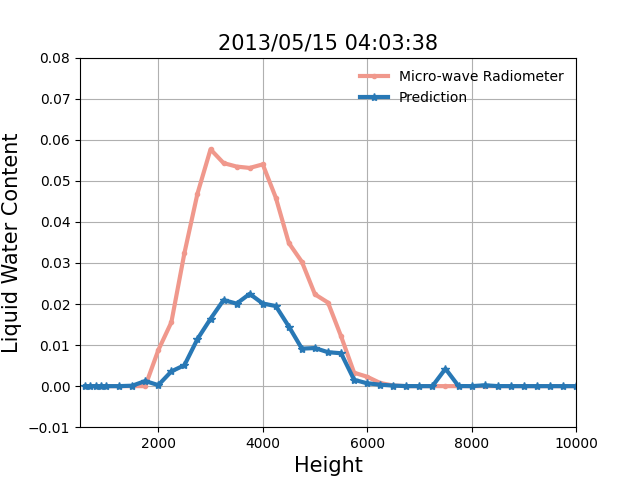 2013/05/15 04:03:38
Micro-wave Radiometer
Prediction
Liquid Water Content
0.08
0.07
0.06
0.05
0.04
0.03
0.02
0.01
0.00
−0.01
2000 4000 6000 8000 10000
Height